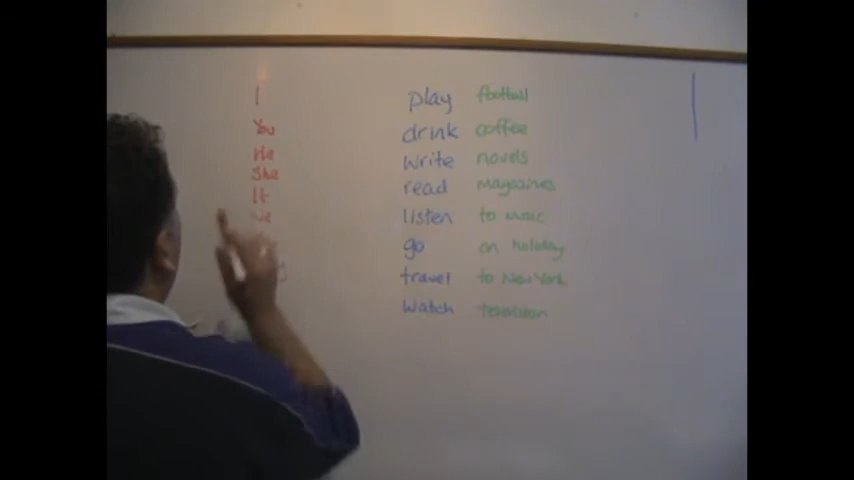 I play football
You drink coffee
He write novels
She read magazines
It listen to music
We go on holiday
travel to New York
watch television